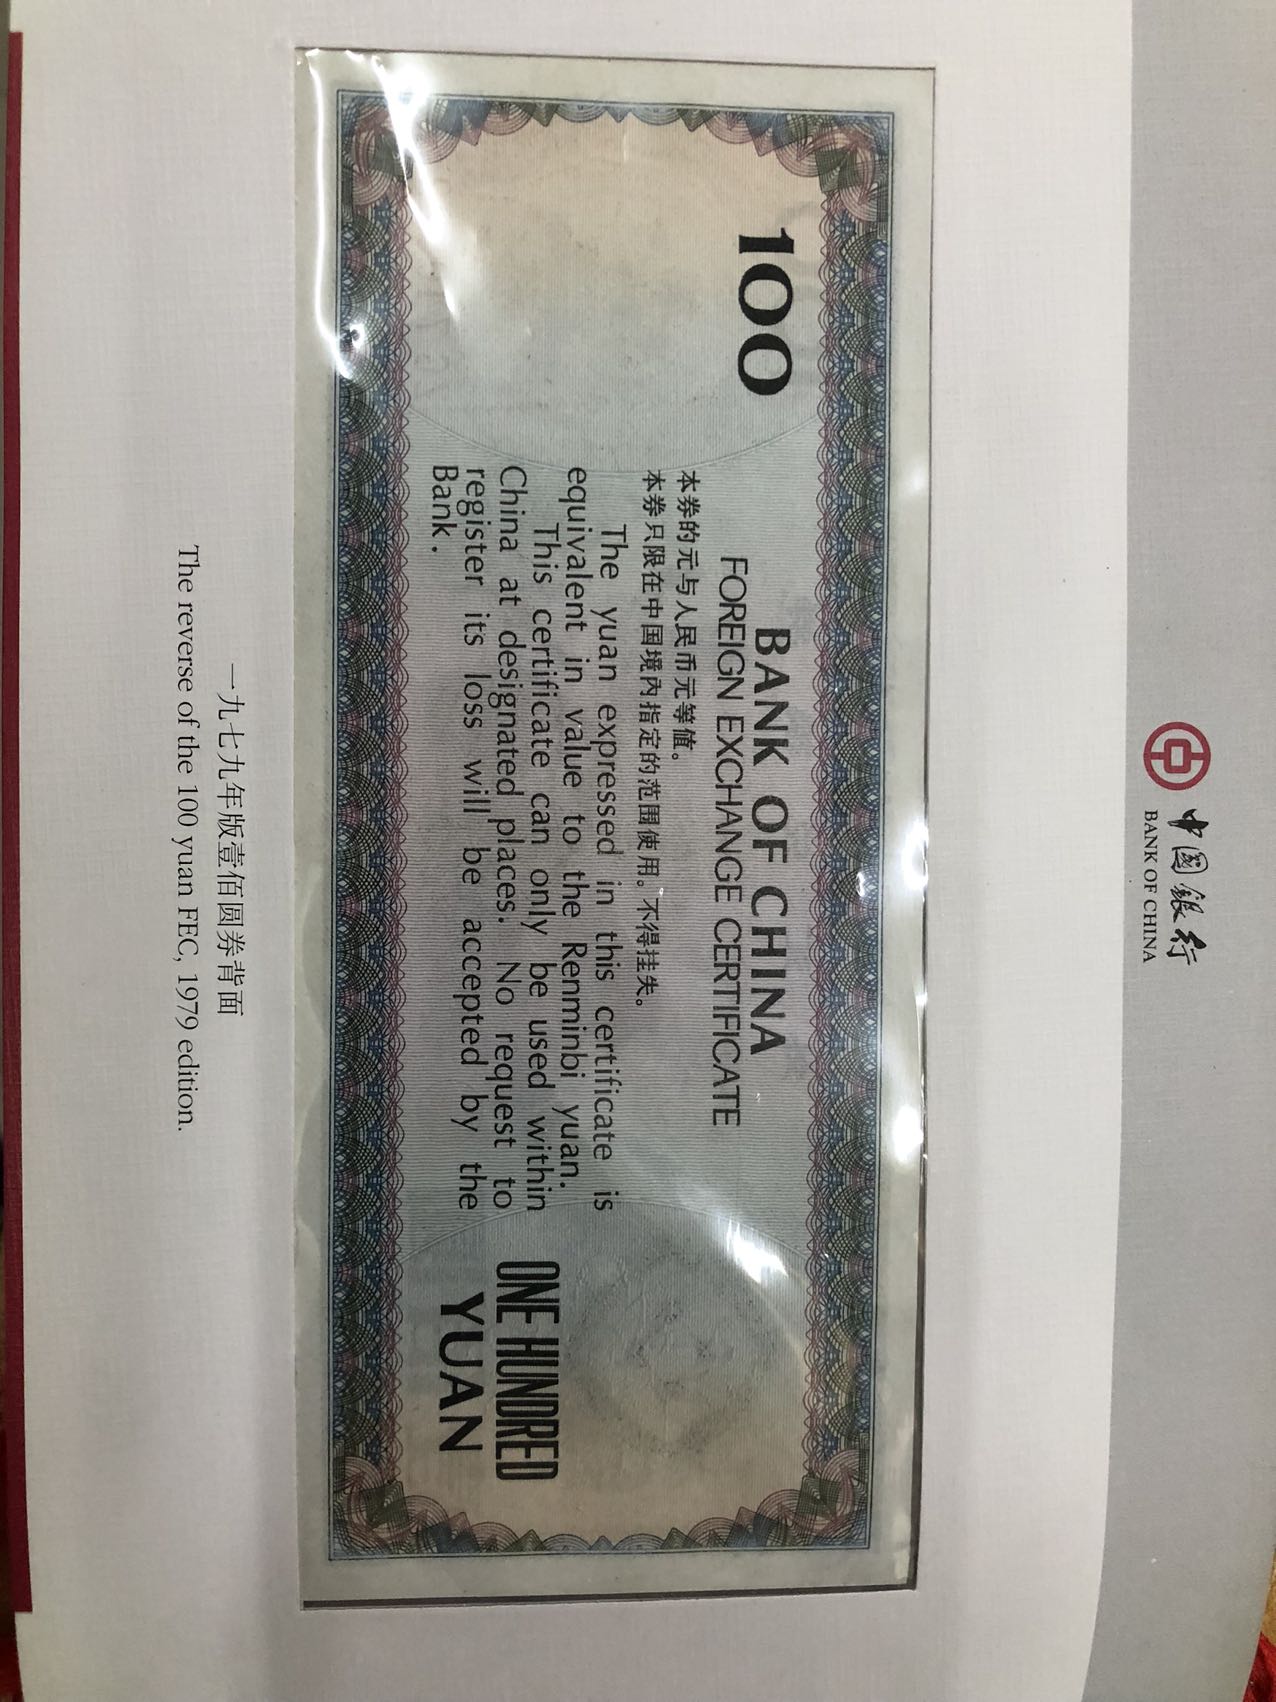 中國銀行
BANK OF CHINA
100
BANK OF CHINA
FOREIGN EXCHANGE CERTIFICATE
本券的元与人民币元等值。
本券只限在中国境内指定的范围使用。不得挂失。
The yuan expressed in this certificate is
equivalent in value to the Renminbi yuan.
This certificate can only be used within
China at designated places. No request to
register its loss will be accepted by the
Bank.
ONE HUNDRED
YUAN
一九七九年版壹佰圆券背面
The reverse of the 100 yuan FEC, 1979 edition.